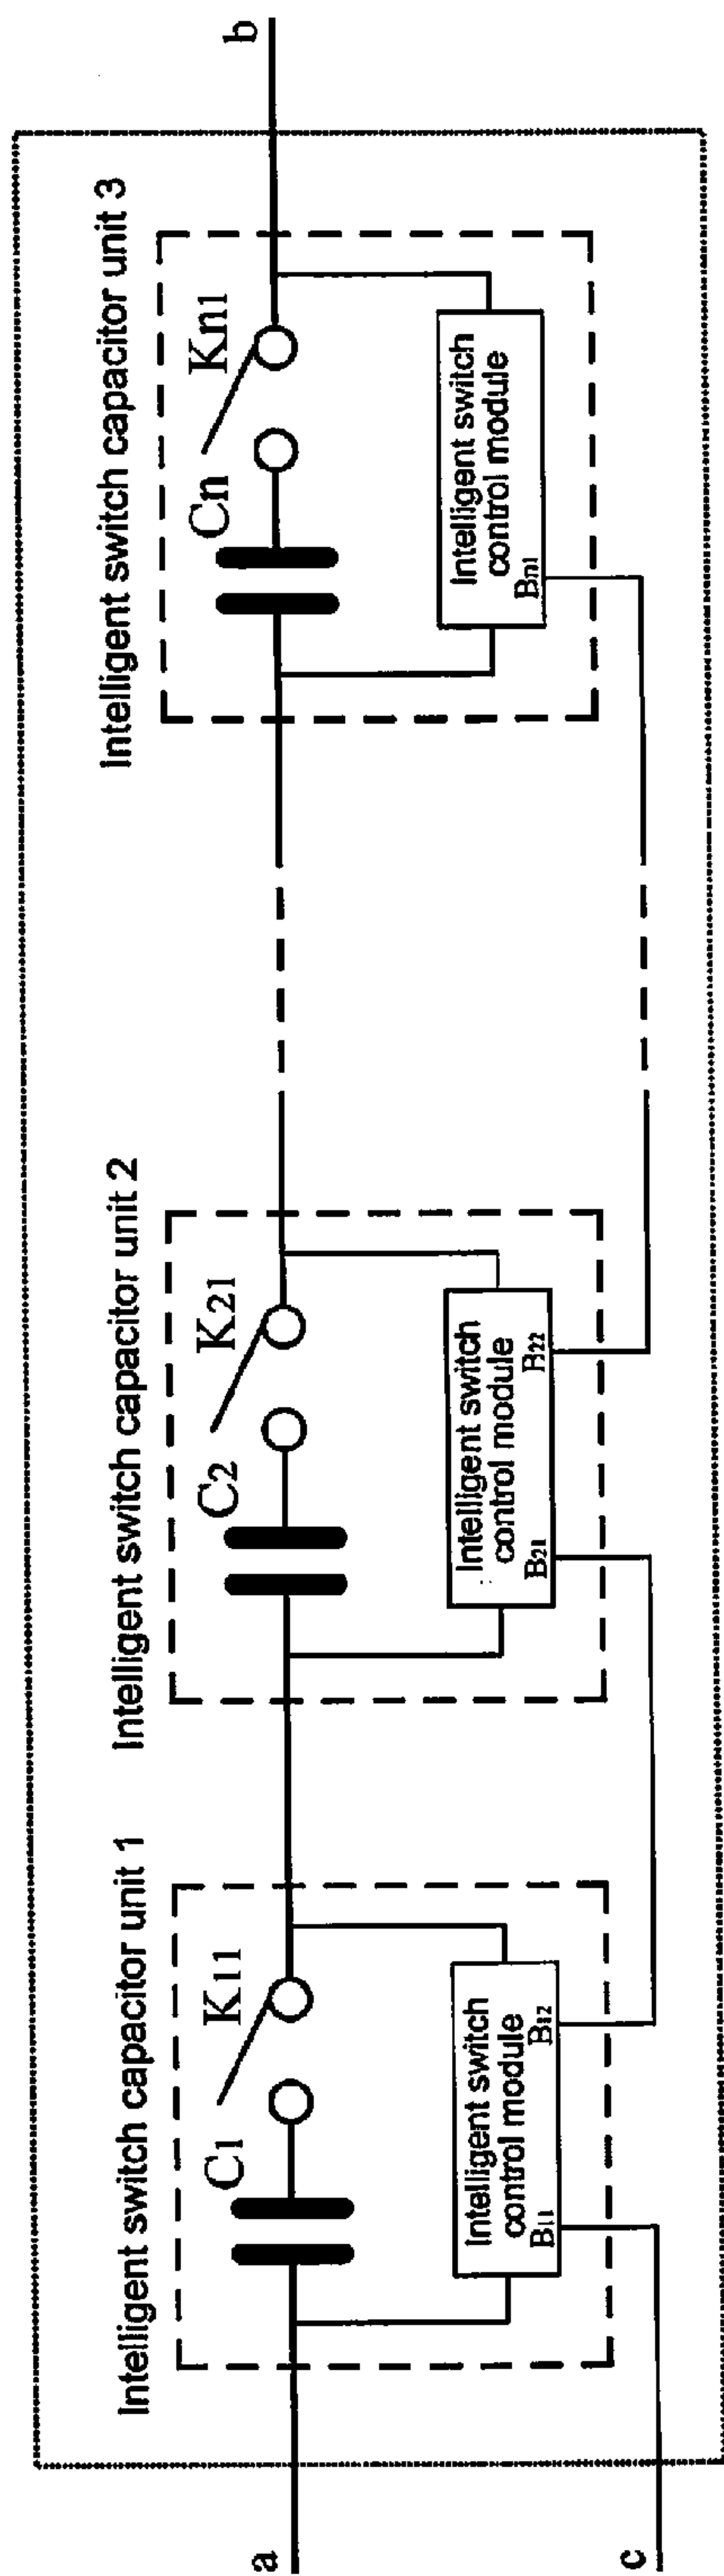 Intelligent switch capacitor unit 1
C1
K11
Intelligent switch
control module
B11
B12
Intelligent switch capacitor unit 2
C2
K21
Intelligent switch
control module
B21
B22
Intelligent switch capacitor unit 3
Cn
Kn1
Intelligent switch
control module
Bn1
a
b
c